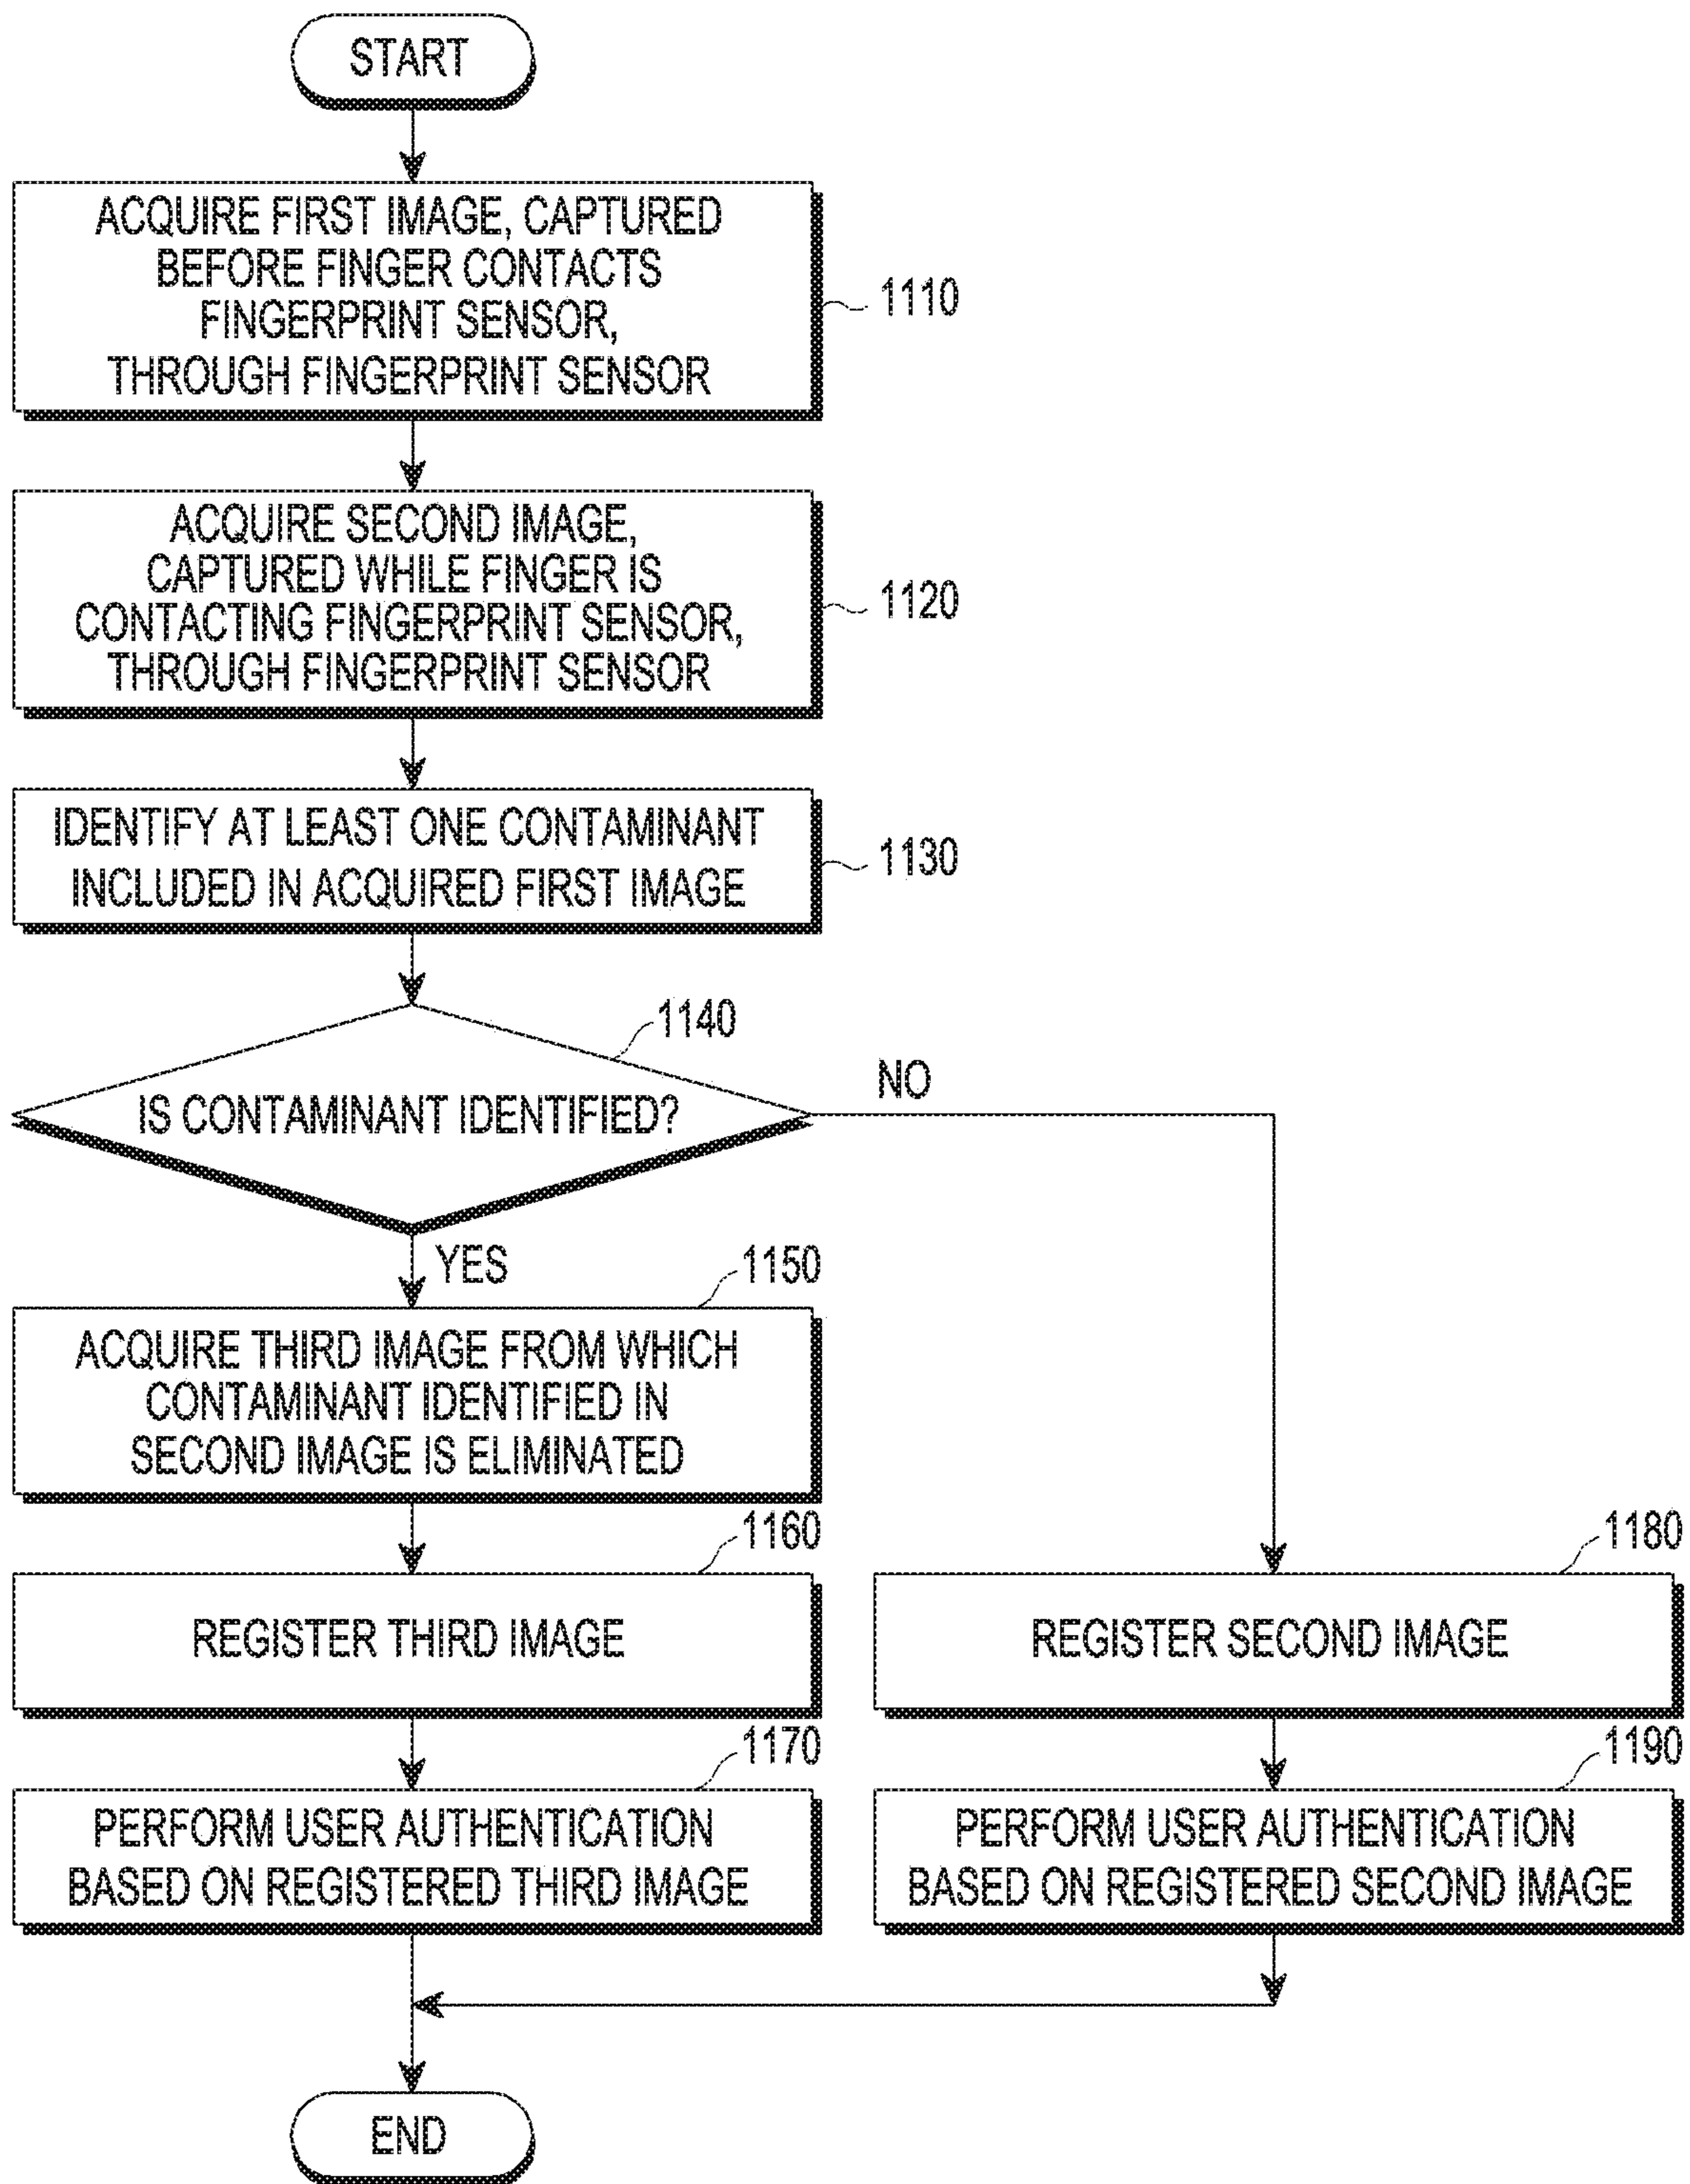 START
ACQUIRE FIRST IMAGE, CAPTURED
BEFORE FINGER CONTACTS
FINGERPRINT SENSOR,
THROUGH FINGERPRINT SENSOR
1110
ACQUIRE SECOND IMAGE,
CAPTURED WHILE FINGER IS
CONTACTING FINGERPRINT SENSOR,
THROUGH FINGERPRINT SENSOR
1120
IDENTIFY AT LEAST ONE CONTAMINANT
INCLUDED IN ACQUIRED FIRST IMAGE
1130
1140
IS CONTAMINANT IDENTIFIED?
NO
YES
1150
ACQUIRE THIRD IMAGE FROM WHICH
CONTAMINANT IDENTIFIED IN
SECOND IMAGE IS ELIMINATED
1160
REGISTER THIRD IMAGE
1180
REGISTER SECOND IMAGE
1170
PERFORM USER AUTHENTICATION
BASED ON REGISTERED THIRD IMAGE
1190
PERFORM USER AUTHENTICATION
BASED ON REGISTERED SECOND IMAGE
END